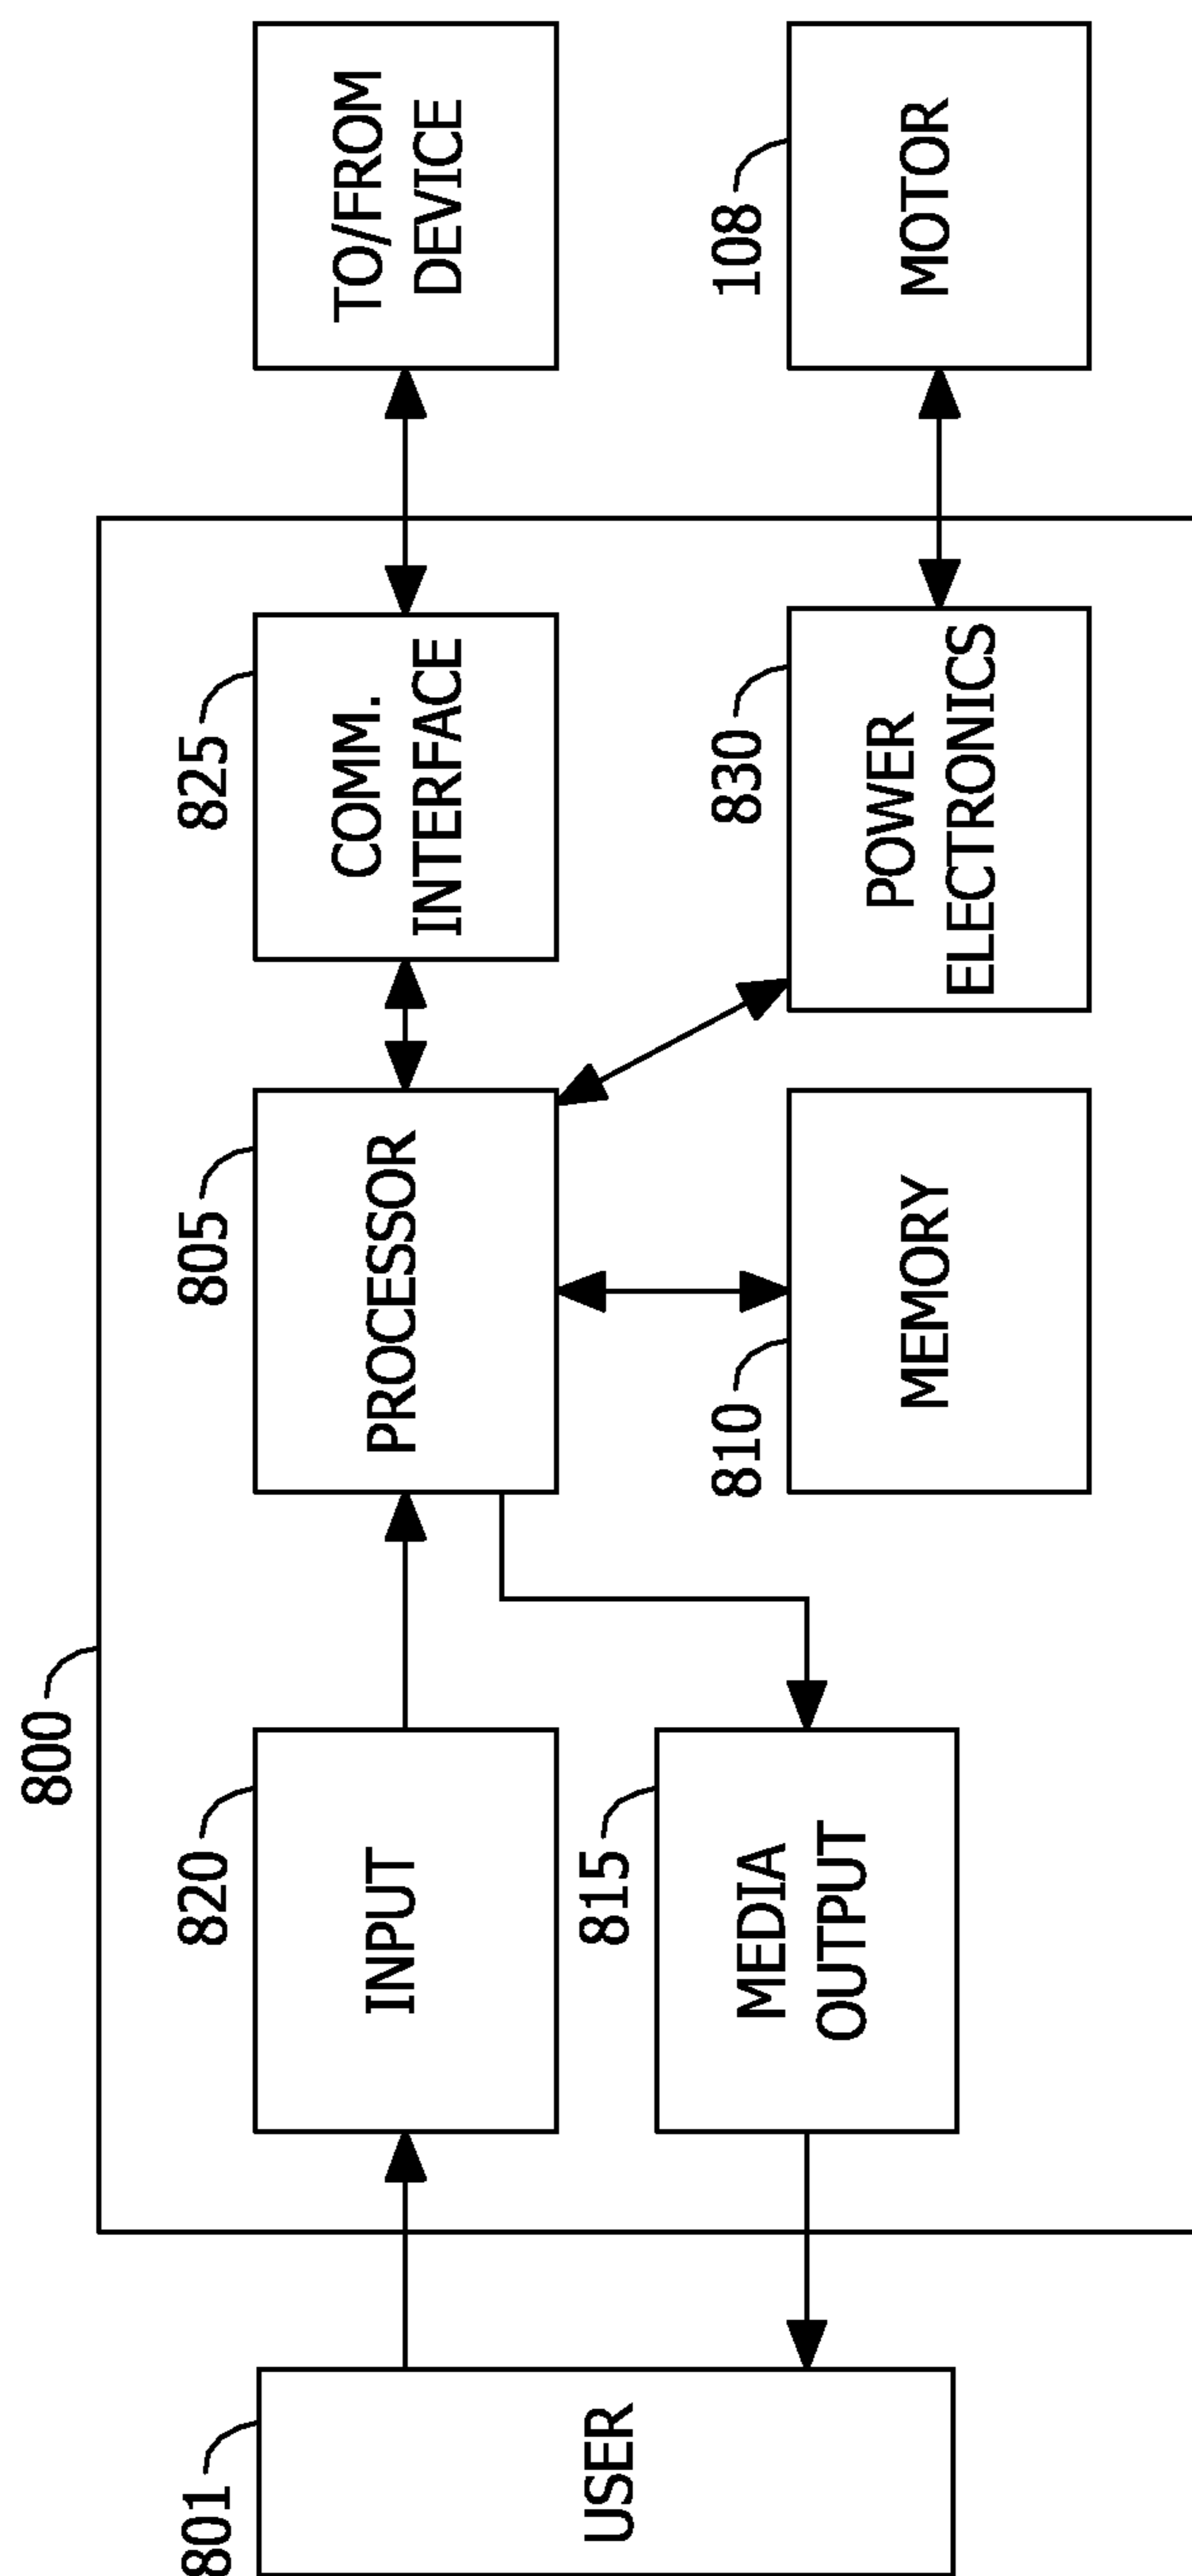 800
801
USER
820
INPUT
815
MEDIA
OUTPUT
805
PROCESSOR
810
MEMORY
825
COMM.
INTERFACE
830
POWER
ELECTRONICS
TO/FROM
DEVICE
108
MOTOR